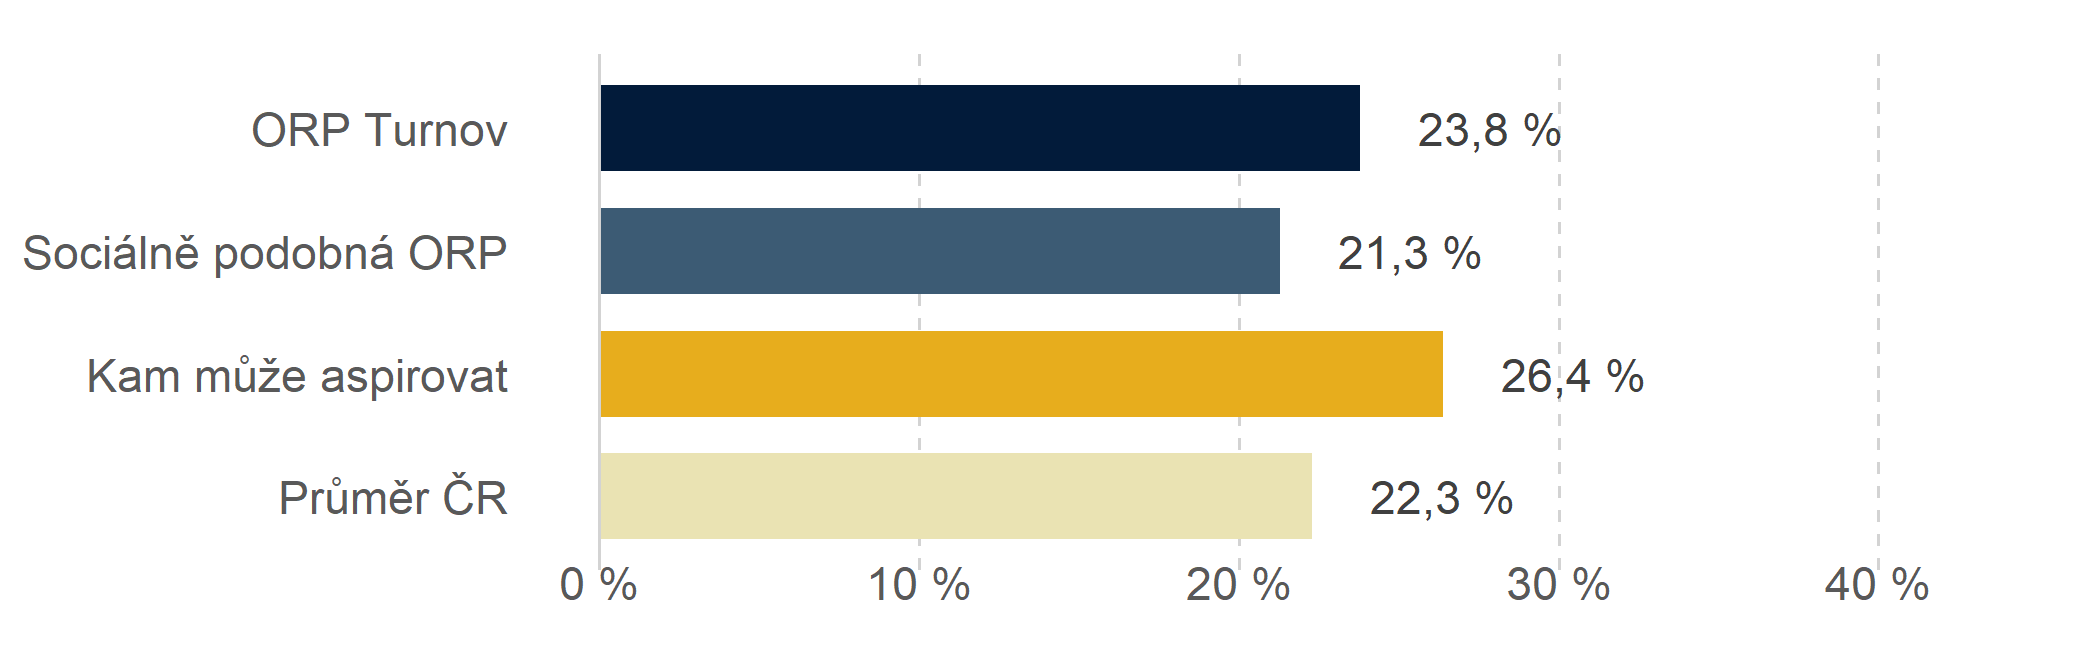 ORP Turnov 23,8 %
Sociálně podobná ORP 21,3 %
Kam může aspirovat 26,4 %
Průměr ČR 22,3 %
0 % 10 % 20 % 30 % 40 %